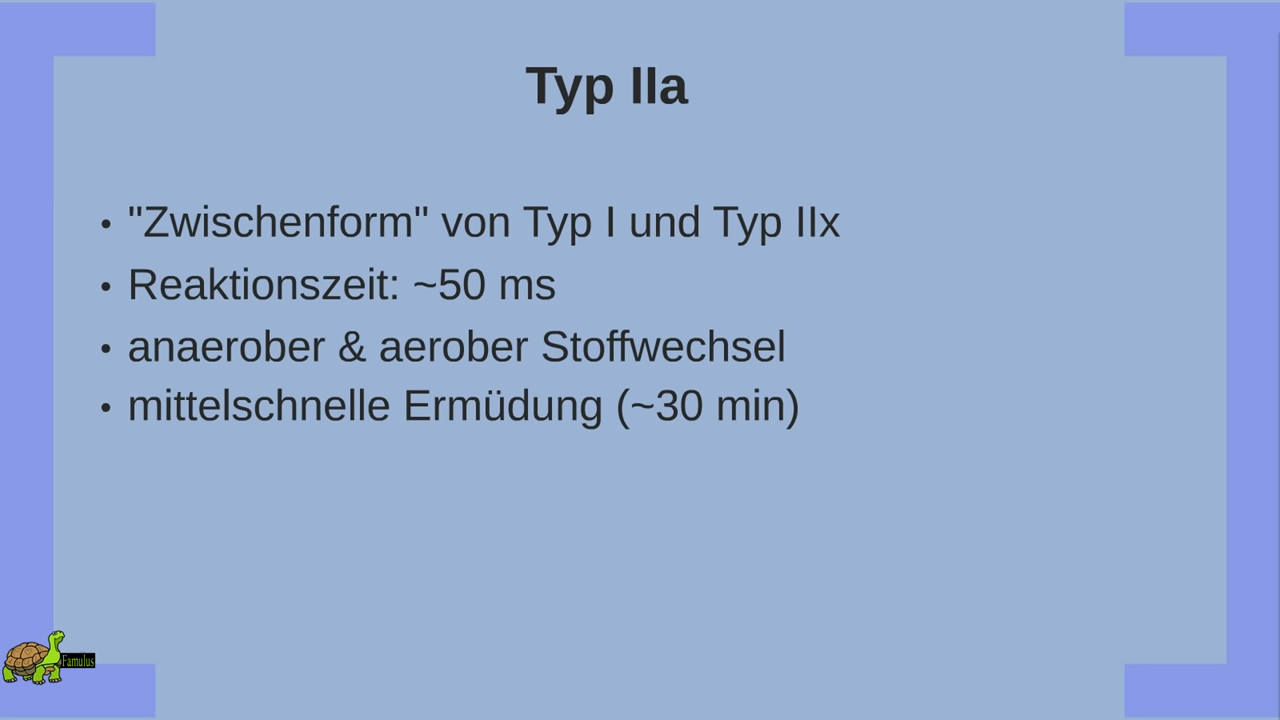 Typ IIa
• "Zwischenform" von Typ I und Typ IIx
• Reaktionszeit: ~50 ms
• anaerober & aerober Stoffwechsel
• mittelschnelle Ermüdung (~30 min)
Famulus